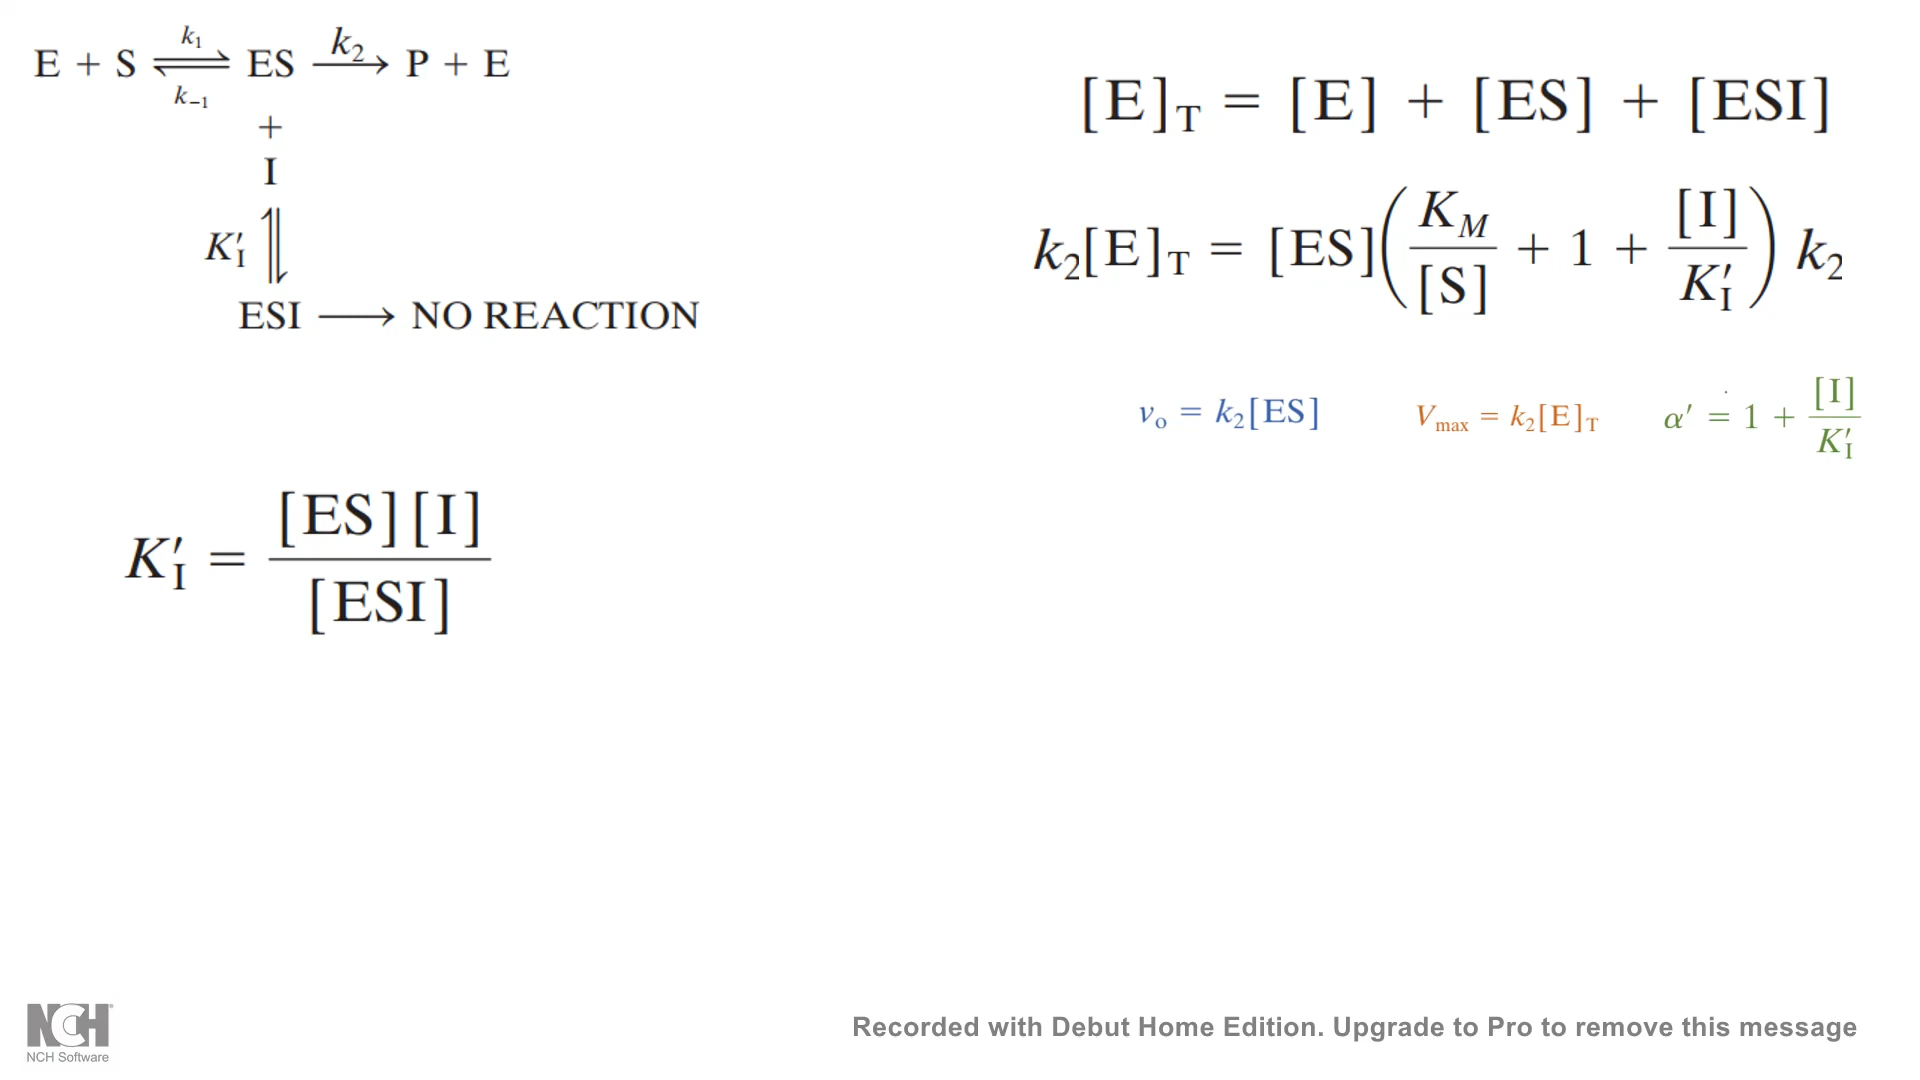 E + S ⇌ ES → P + E
k₁
k₋₁
k₂
+
I
K′I
ESI ⟶ NO REACTION
K′I = [ES][I] / [ESI]
[E]T = [E] + [ES] + [ESI]
k₂[E]T = [ES](KM/[S] + 1 + [I]/K′I) k₂
vo = k₂[ES]
Vmax = k₂[E]T
α′ = 1 + [I]/K′I
NCH
NCH Software
Recorded with Debut Home Edition. Upgrade to Pro to remove this message